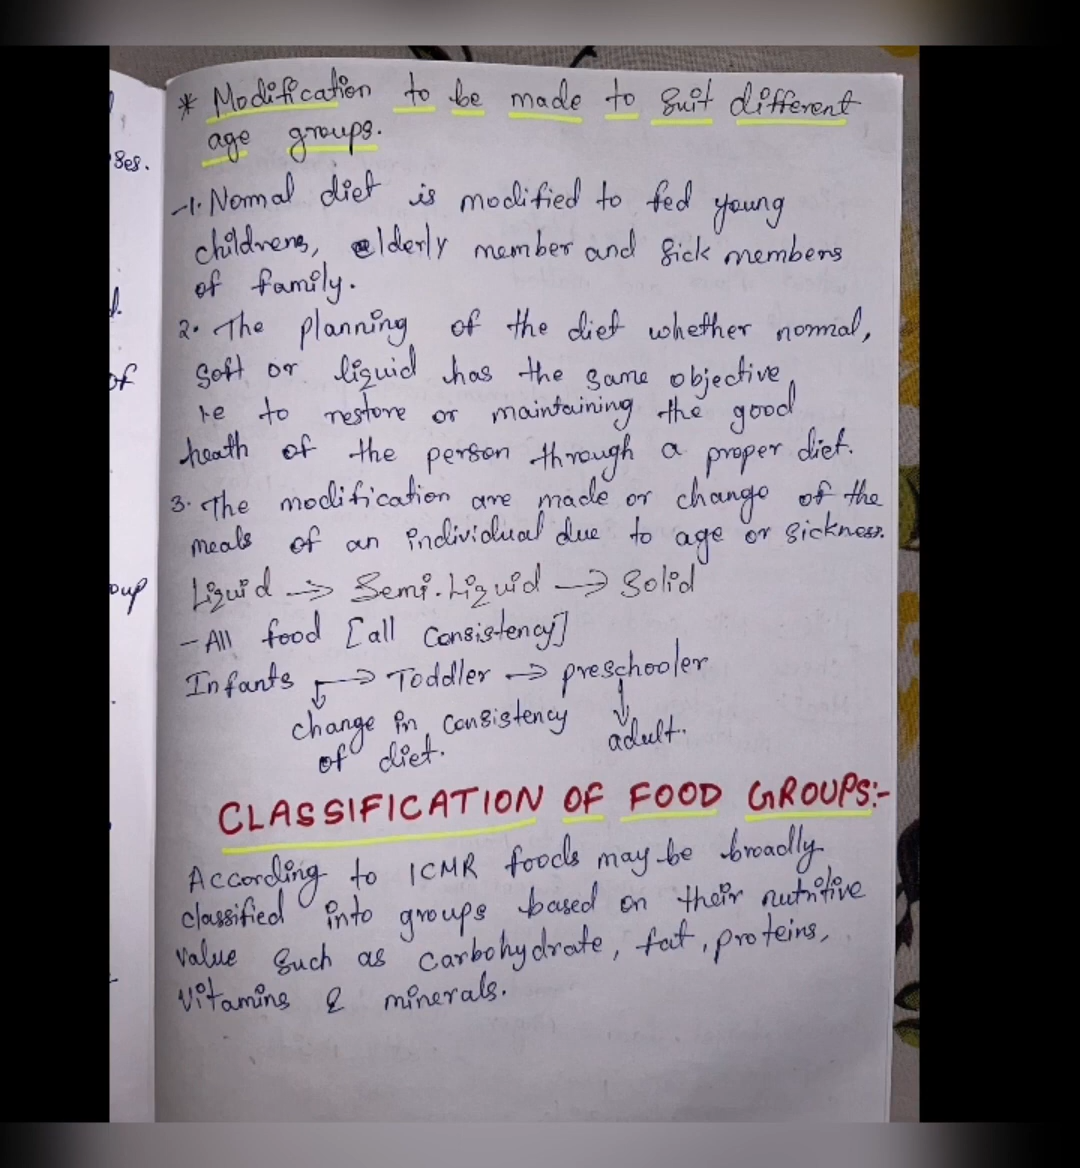 * Modification to be made to suit different
age groups.
ses.
-1. Normal diet is modified to fed young
childrens, elderly member and sick members
of family.
2. The planning of the diet whether normal,
of
soft or liquid has the same objective,
i.e to restore or maintaining the good
heath of the person through a proper diet.
3. The modification are made or change of the
meals of an individual due to age or sickness.
oup
Liquid → Semi-Liquid → Solid
- All food [all consistency]
Infants → Toddler → preschooler
↓ ↓
change in consistency adult.
of diet.
CLASSIFICATION OF FOOD GROUPS:-
According to ICMR foods may be broadly
classified into groups based on their nutritive
value such as carbohydrate, fat, proteins,
vitamins & minerals.